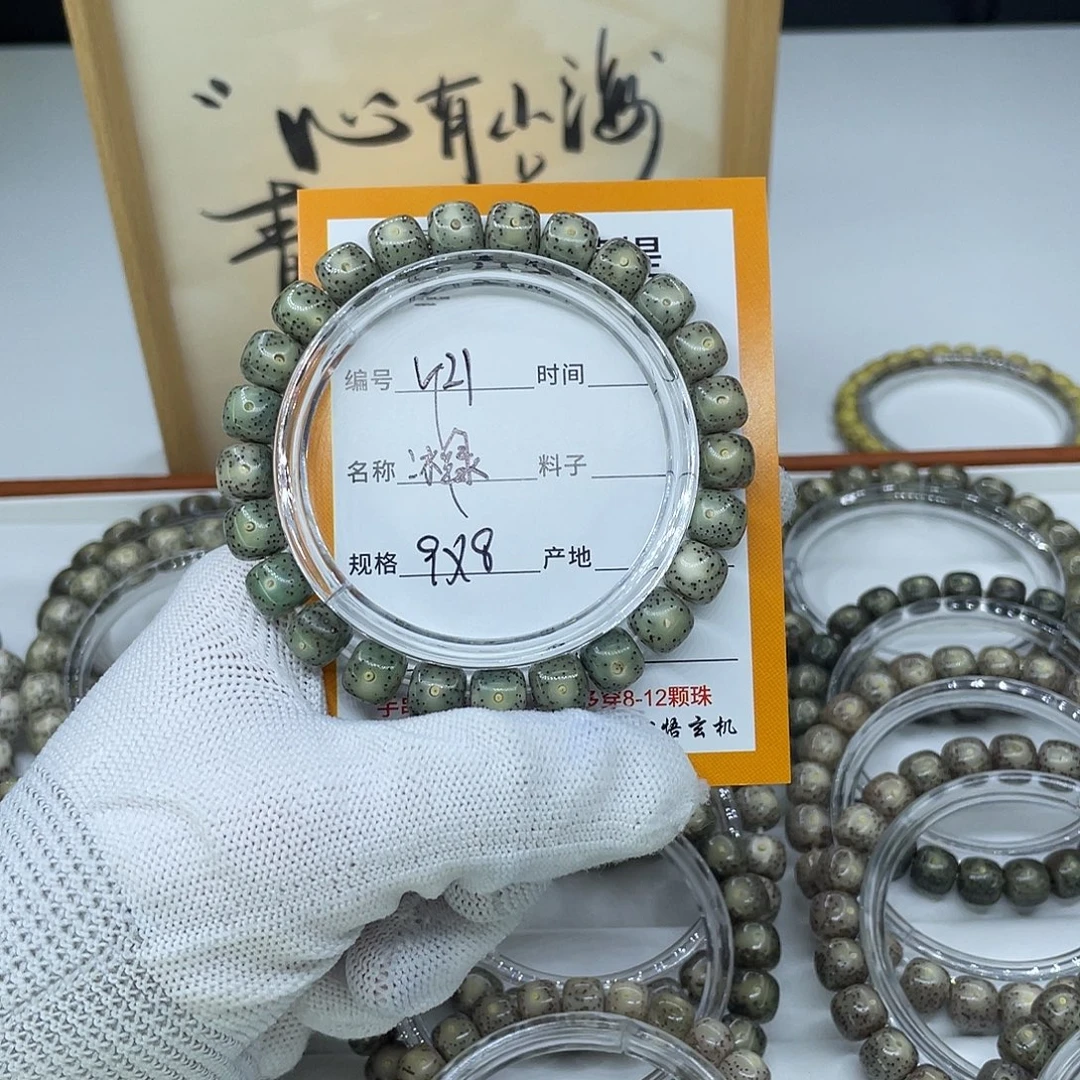 "心有山海
编号 421 时间
名称 冰绿 料子
规格 9X8 产地
多穿8-12颗珠
悟玄机